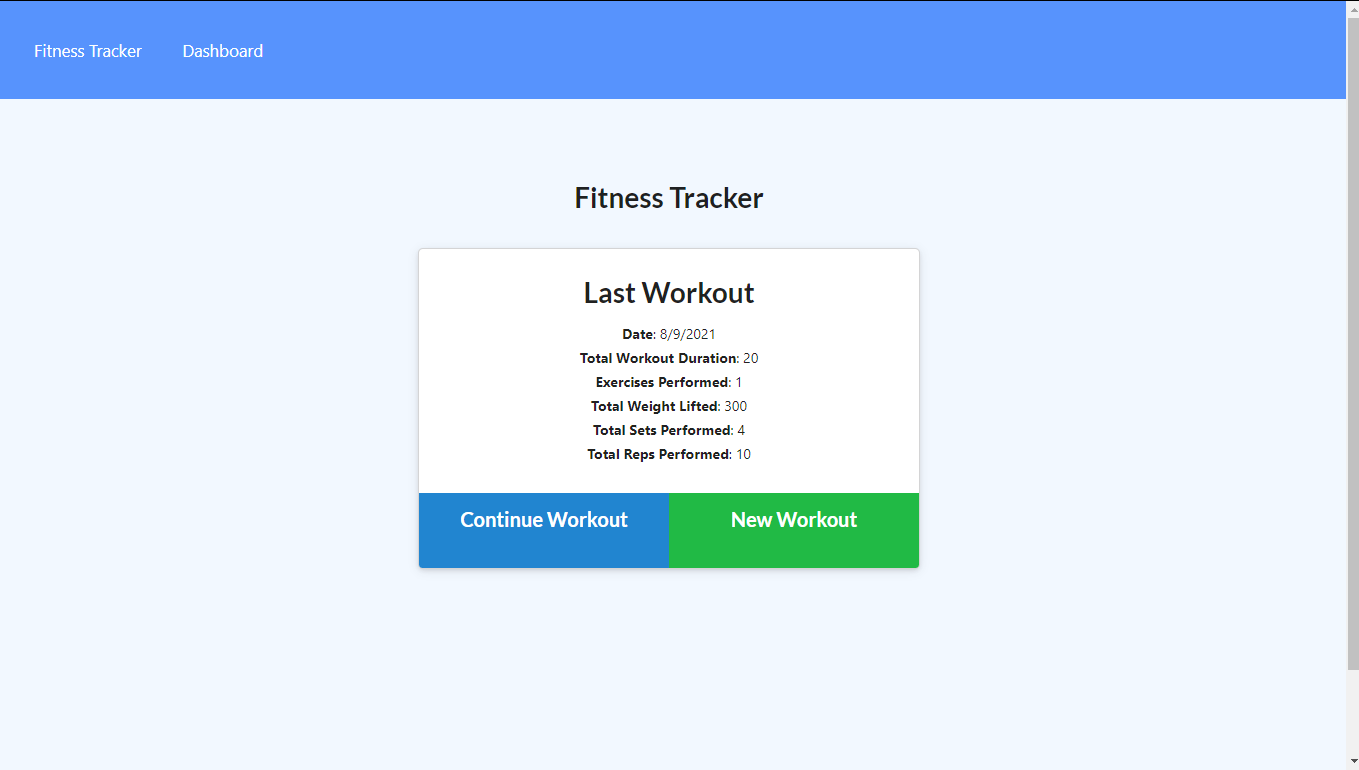 Fitness Tracker Dashboard
Fitness Tracker
Last Workout
Date: 8/9/2021
Total Workout Duration: 20
Exercises Performed: 1
Total Weight Lifted: 300
Total Sets Performed: 4
Total Reps Performed: 10
Continue Workout New Workout